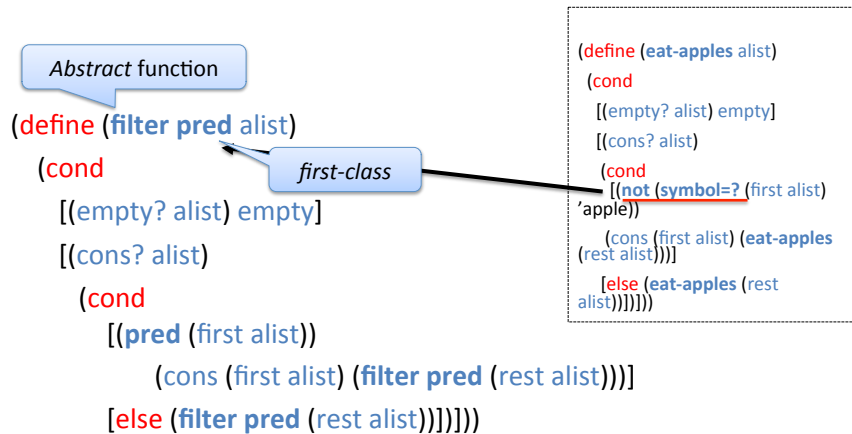 Abstract function
(define (filter pred alist)
first-class
(cond
[(empty? alist) empty]
[(cons? alist)
(cond
[(pred (first alist))
(cons (first alist) (filter pred (rest alist)))]
[else (filter pred (rest alist))])]))
(define (eat-apples alist)
(cond
[(empty? alist) empty]
[(cons? alist)
(cond
[(not (symbol=? (first alist)
’apple))
(cons (first alist) (eat-apples
(rest alist)))]
[else (eat-apples (rest
alist))])]))